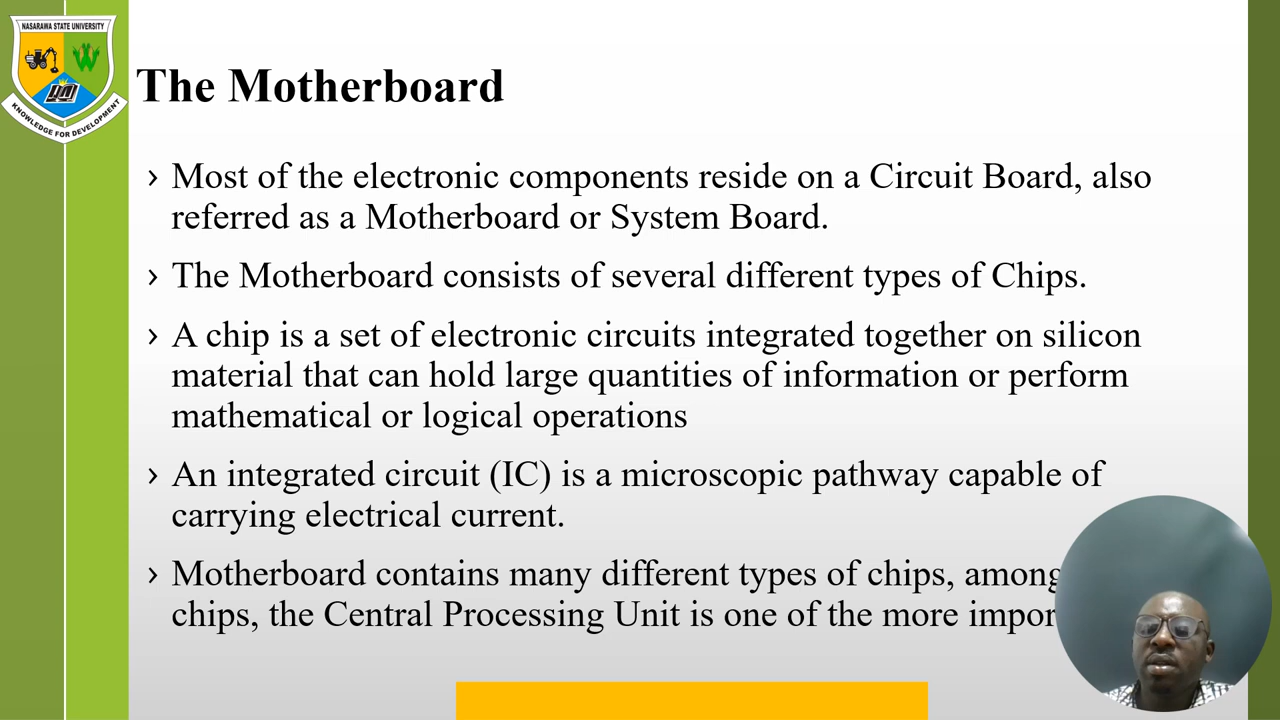 NASARAWA STATE UNIVERSITY
KNOWLEDGE FOR DEVELOPMENT
The Motherboard
› Most of the electronic components reside on a Circuit Board, also
referred as a Motherboard or System Board.
› The Motherboard consists of several different types of Chips.
› A chip is a set of electronic circuits integrated together on silicon
material that can hold large quantities of information or perform
mathematical or logical operations
› An integrated circuit (IC) is a microscopic pathway capable of
carrying electrical current.
› Motherboard contains many different types of chips, among
chips, the Central Processing Unit is one of the more impor